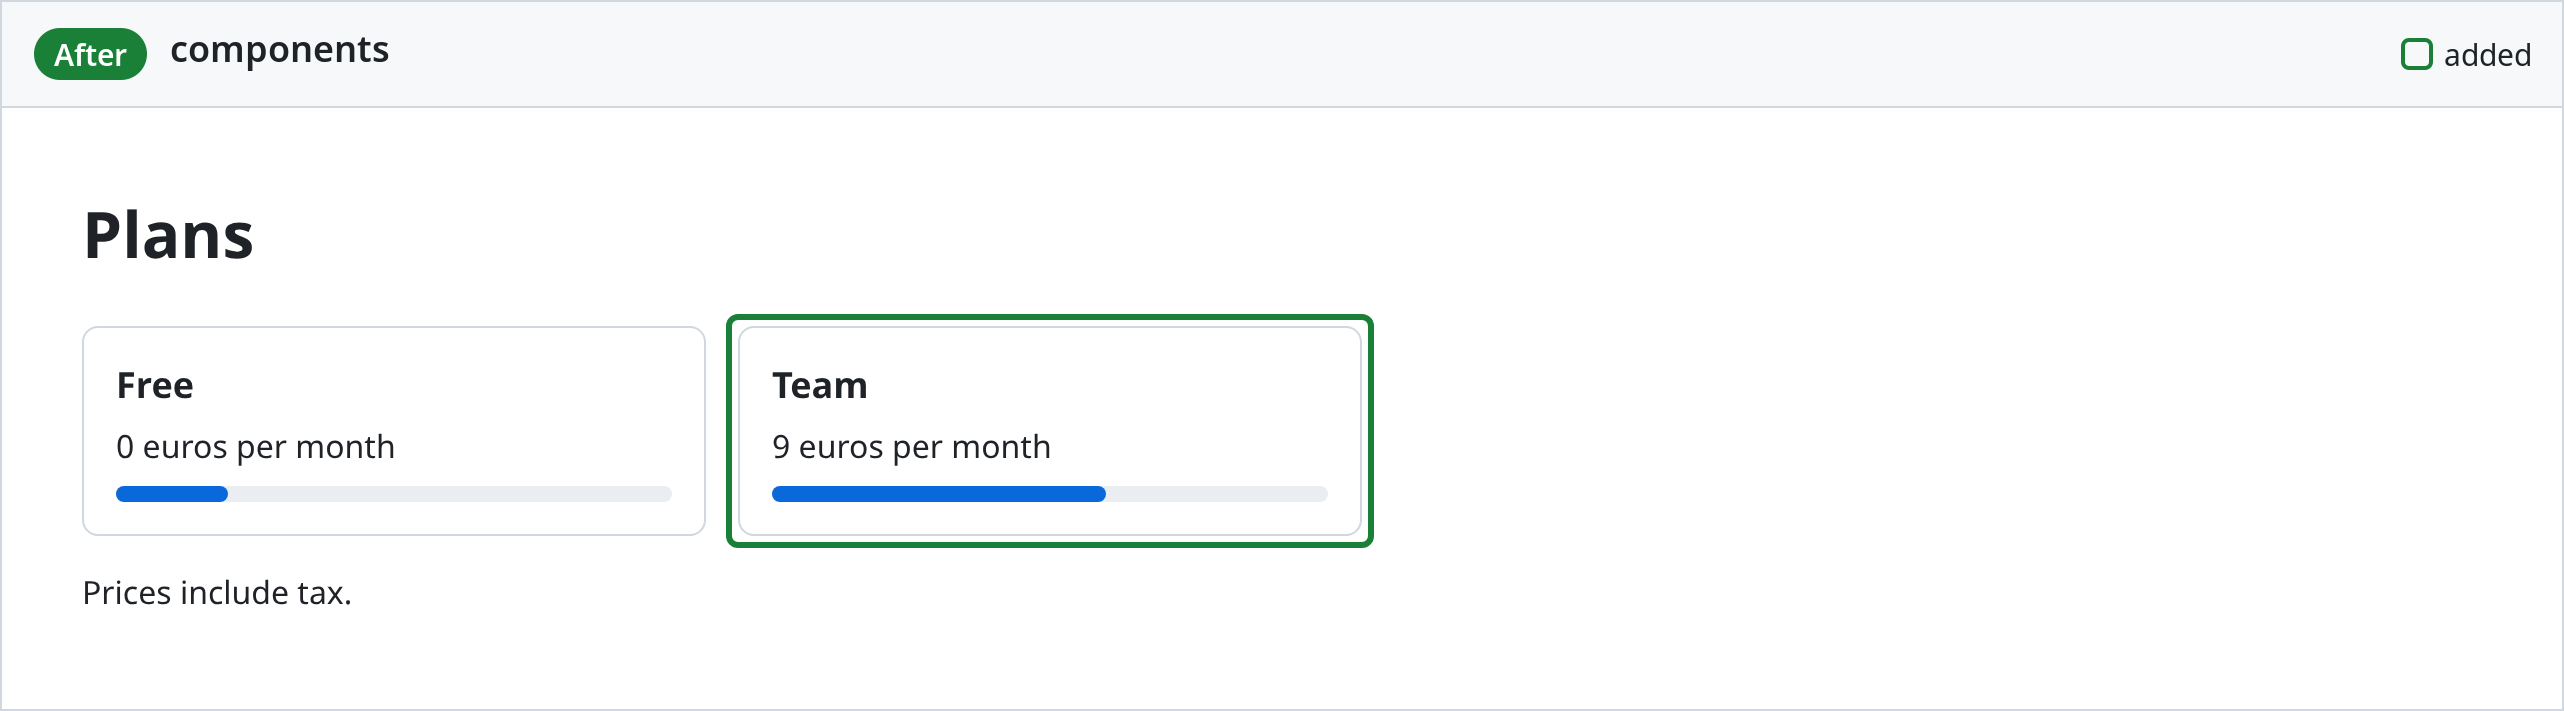 After components added
Plans
Free
0 euros per month
Team
9 euros per month
Prices include tax.